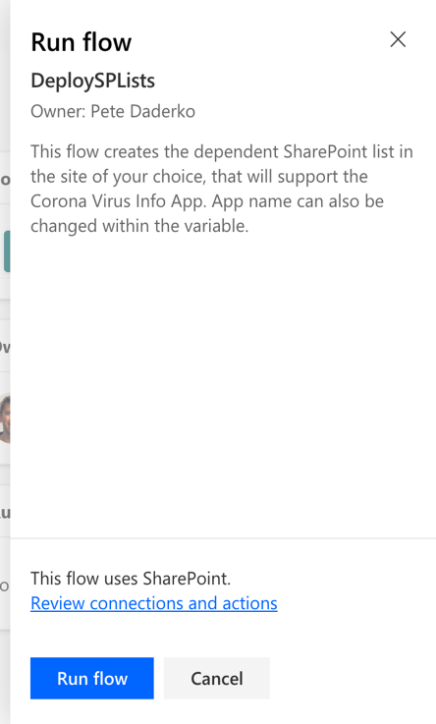 Run flow
DeploySPLists
Owner: Pete Daderko
This flow creates the dependent SharePoint list in
the site of your choice, that will support the
Corona Virus Info App. App name can also be
changed within the variable.
This flow uses SharePoint.
Review connections and actions
Run flow
Cancel